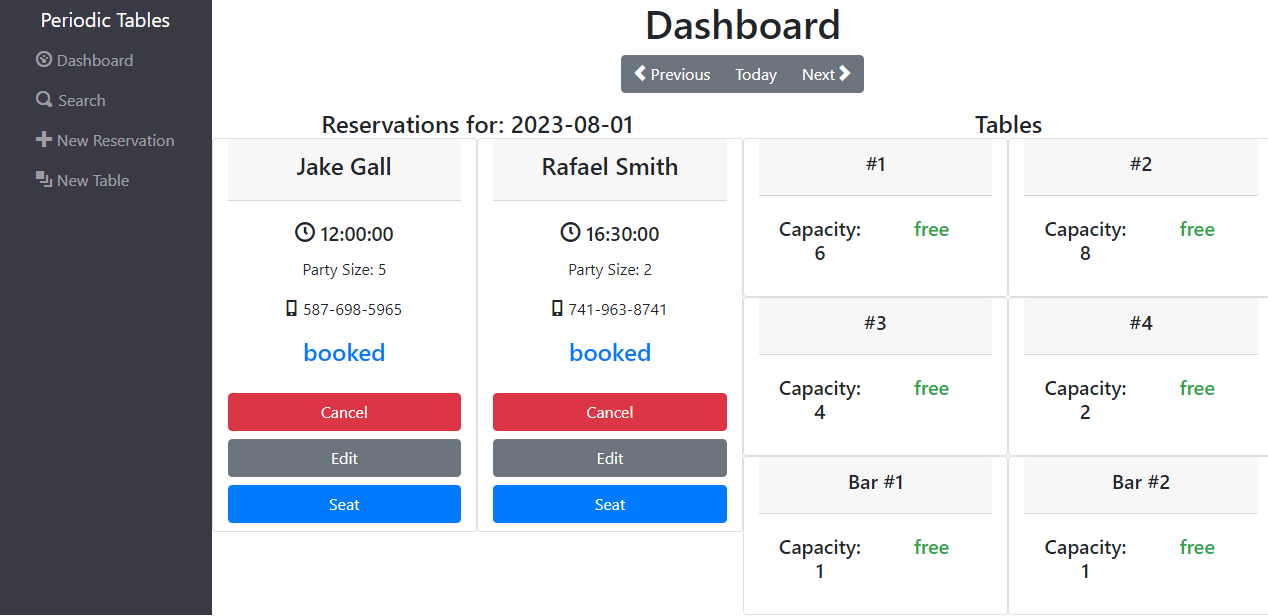 Periodic Tables
Dashboard
Search
New Reservation
New Table
Dashboard
Previous Today Next
Reservations for: 2023-08-01
Jake Gall
12:00:00
Party Size: 5
587-698-5965
booked
Cancel
Edit
Seat
Rafael Smith
16:30:00
Party Size: 2
741-963-8741
booked
Cancel
Edit
Seat
Tables
#1
Capacity: free
6
#2
Capacity: free
8
#3
Capacity: free
4
#4
Capacity: free
2
Bar #1
Capacity: free
1
Bar #2
Capacity: free
1